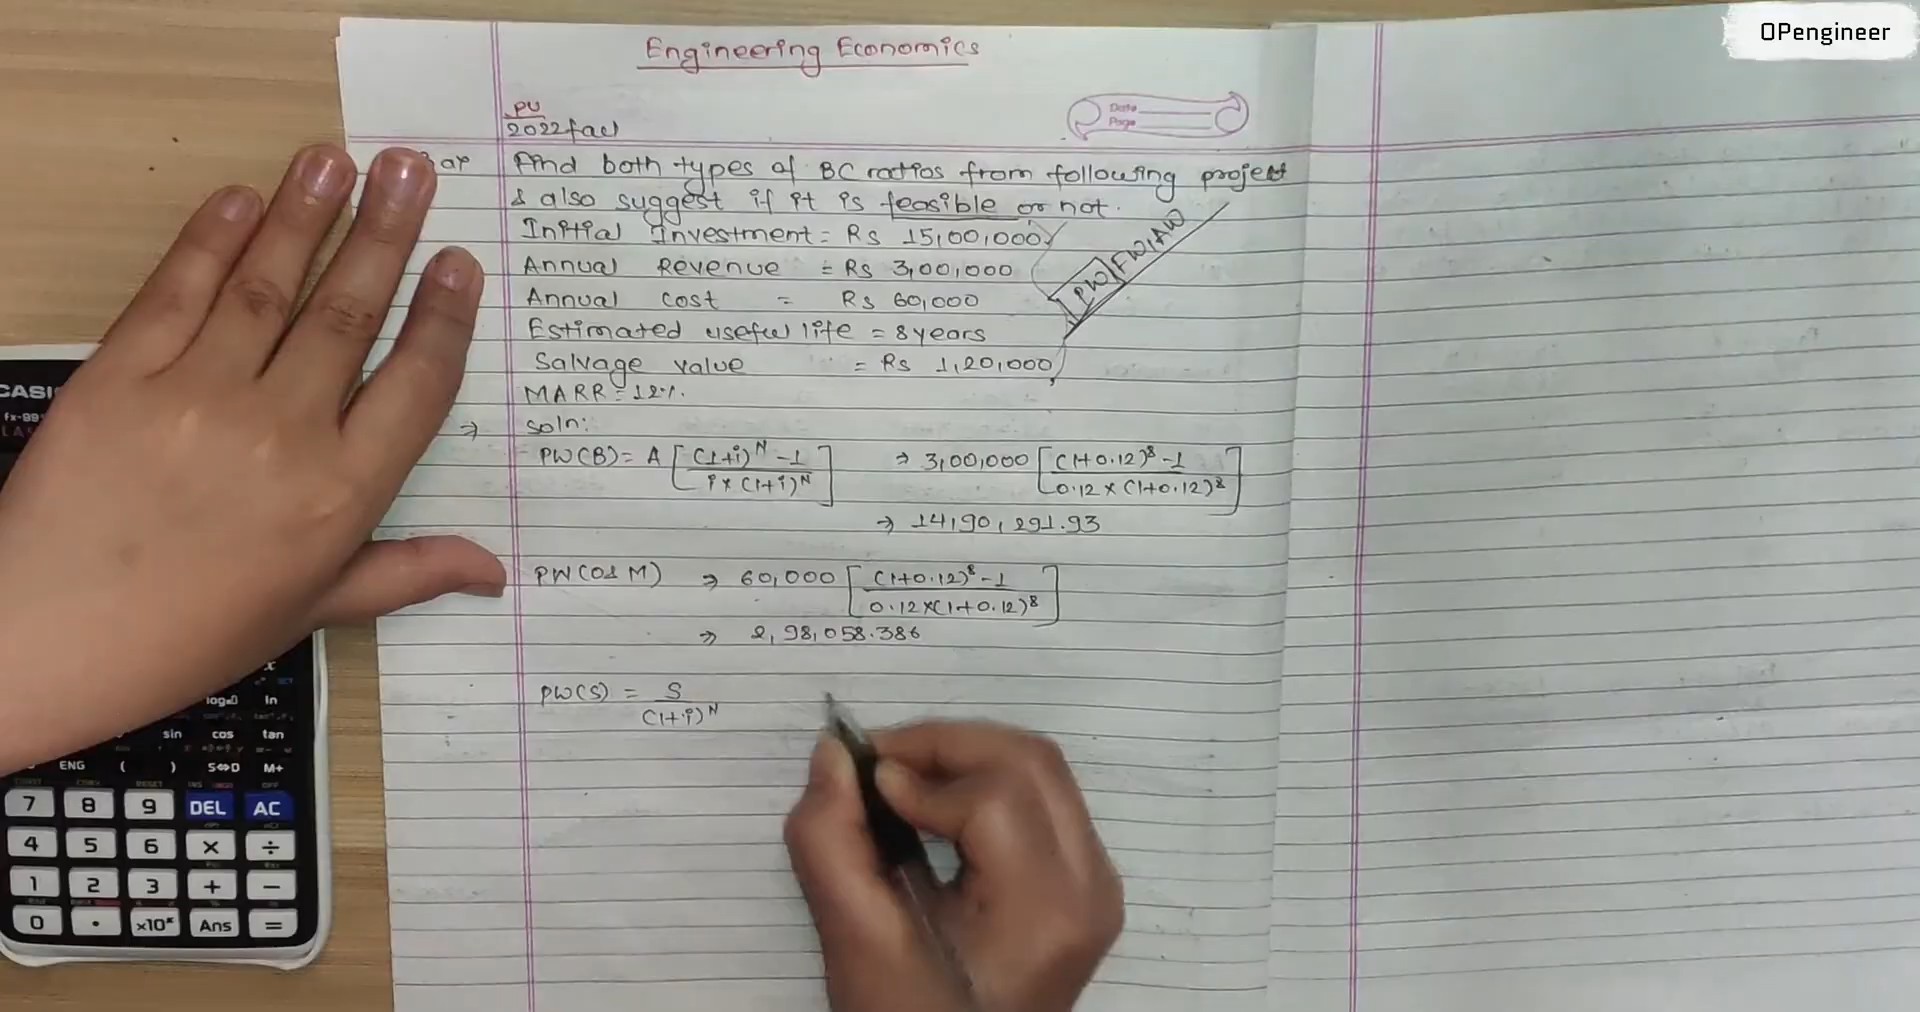 OPengineer
Engineering Economics
Date
Page
PU
2022 fall
Find both types of BC ratios from following project
& also suggest if it is feasible or not.
Initial Investment = Rs 15,00,000
Annual Revenue = Rs 3,00,000
PW/FW/AW
Annual cost = Rs 60,000
Estimated useful life = 8 years
Salvage value = Rs 1,20,000
MARR = 12%.
⇒ soln:
PW(B) = A [ (1+i)^N - 1 / i × (1+i)^N ] ⇒ 3,00,000 [ (1+0.12)^8 - 1 / 0.12 × (1+0.12)^8 ]
⇒ 14,90,291.93
PW(O&M) ⇒ 60,000 [ (1+0.12)^8 - 1 / 0.12×(1+0.12)^8 ]
⇒ 2,98,058.386
PW(S) = S / (1+i)^N
CASI
fx-99
log ln
sin cos tan
ENG ( ) S⇔D M+
7 8 9 DEL AC
4 5 6 × ÷
1 2 3 + −
0 . ×10ˣ Ans =